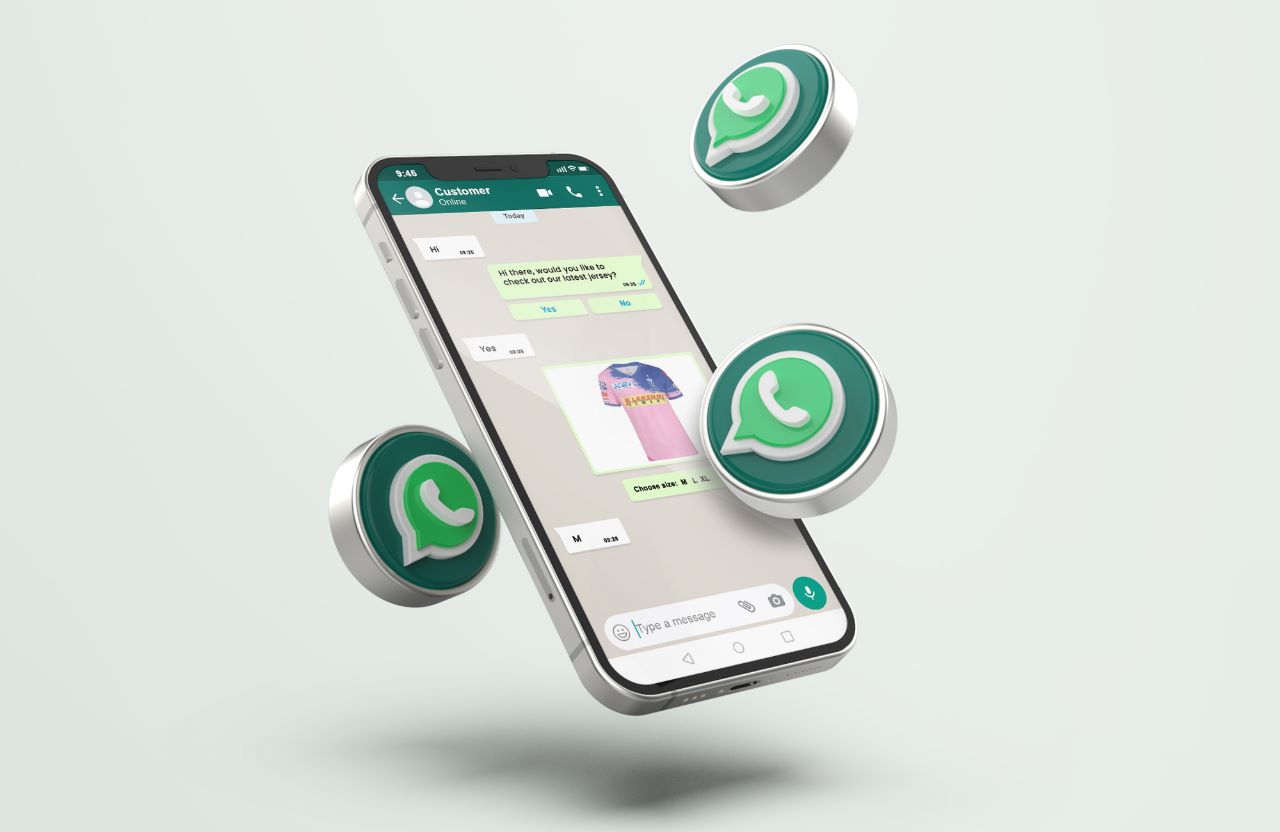 9:45
Customer
Online
Today
Hi 09:25
Hi there, would you like to
check out our latest jersey?
09:25
Yes No
Yes 09:25
Choose size: M L XL
M 09:25
Type a message